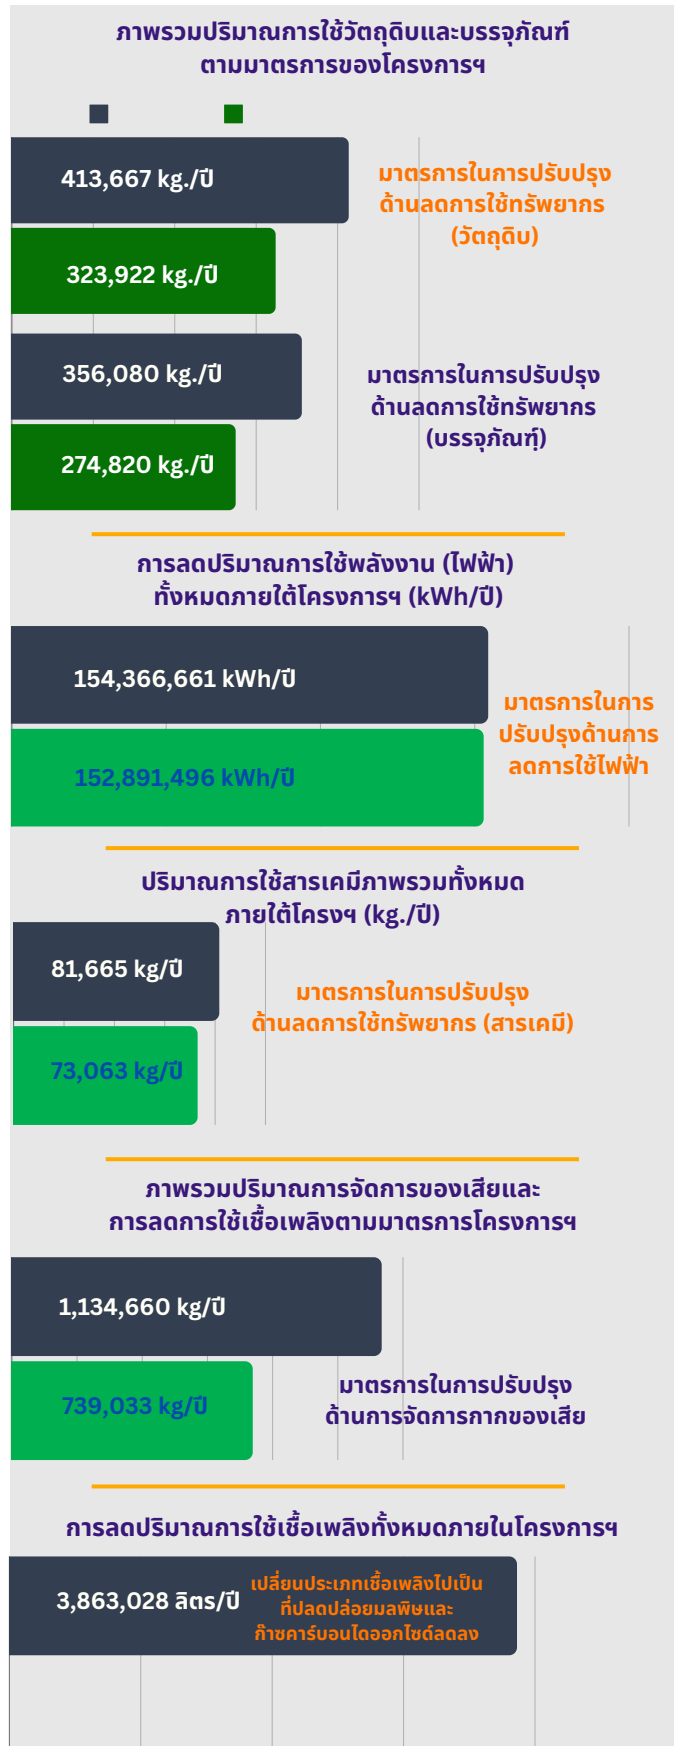 ภาพรวมปริมาณการใช้วัตถุดิบและบรรจุภัณฑ์
ตามมาตรการของโครงการฯ
413,667 kg./ปี
มาตรการในการปรับปรุง
ด้านลดการใช้ทรัพยากร
(วัตถุดิบ)
323,922 kg./ปี
356,080 kg./ปี
มาตรการในการปรับปรุง
ด้านลดการใช้ทรัพยากร
(บรรจุภัณฑ์)
274,820 kg./ปี
การลดปริมาณการใช้พลังงาน (ไฟฟ้า)
ทั้งหมดภายใต้โครงการฯ (kWh/ปี)
154,366,661 kWh/ปี
มาตรการในการ
ปรับปรุงด้านการ
ลดการใช้ไฟฟ้า
152,891,496 kWh/ปี
ปริมาณการใช้สารเคมีภาพรวมทั้งหมด
ภายใต้โครงฯ (kg./ปี)
81,665 kg/ปี
มาตรการในการปรับปรุง
ด้านลดการใช้ทรัพยากร (สารเคมี)
73,063 kg/ปี
ภาพรวมปริมาณการจัดการของเสียและ
การลดการใช้เชื้อเพลิงตามมาตรการโครงการฯ
1,134,660 kg/ปี
มาตรการในการปรับปรุง
ด้านการจัดการกากของเสีย
739,033 kg/ปี
การลดปริมาณการใช้เชื้อเพลิงทั้งหมดภายในโครงการฯ
3,863,028 ลิตร/ปี
เปลี่ยนประเภทเชื้อเพลิงไปเป็น
ที่ปลดปล่อยมลพิษและ
ก๊าซคาร์บอนไดออกไซด์ลดลง